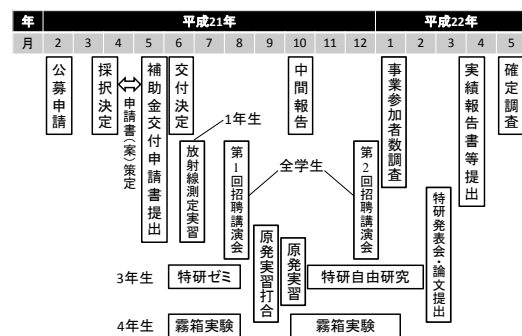 年 平成21年 平成22年
月 2 3 4 5 6 7 8 9 10 11 12 1 2 3 4 5
公募申請
採択決定
申請書(案)策定
補助金交付申請書提出
交付決定
中間報告
事業参加者数調査
実績報告書等提出
確定調査
1年生
放射線測定実習
第1回招聘講演会
全学生
第2回招聘講演会
原発実習打合
原発実習
特研発表会・論文提出
3年生 特研ゼミ 特研自由研究
4年生 霧箱実験 霧箱実験